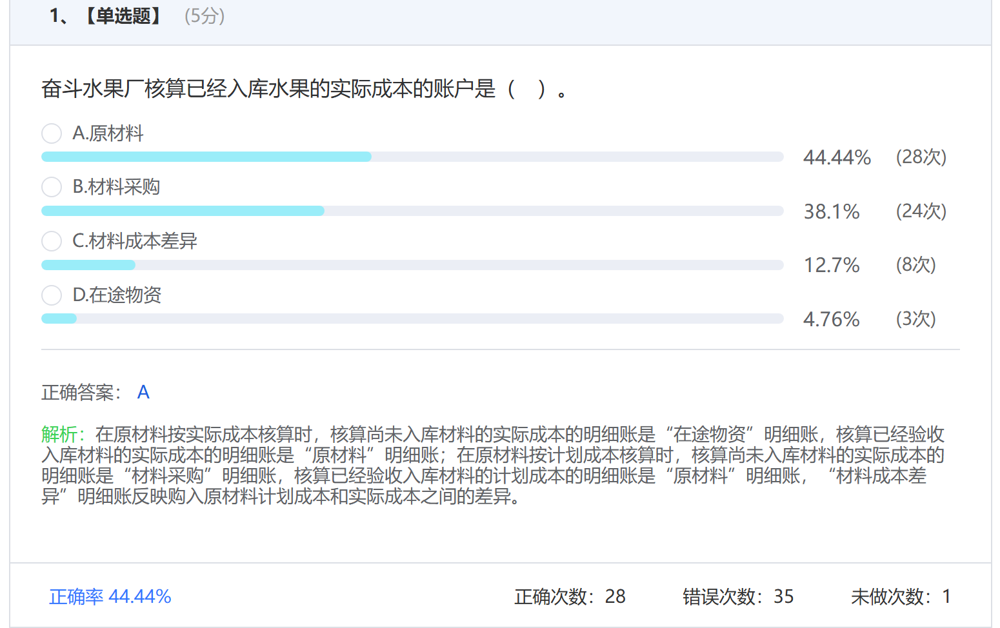 1、【单选题】 (5分)
奋斗水果厂核算已经入库水果的实际成本的账户是（　）。
A.原材料
44.44% (28次)
B.材料采购
38.1% (24次)
C.材料成本差异
12.7% (8次)
D.在途物资
4.76% (3次)
正确答案： A
解析：在原材料按实际成本核算时，核算尚未入库材料的实际成本的明细账是“在途物资”明细账，核算已经验收
入库材料的实际成本的明细账是“原材料”明细账；在原材料按计划成本核算时，核算尚未入库材料的实际成本的
明细账是“材料采购”明细账，核算已经验收入库材料的计划成本的明细账是“原材料”明细账，“材料成本差
异”明细账反映购入原材料计划成本和实际成本之间的差异。
正确率 44.44% 正确次数：28 错误次数：35 未做次数：1